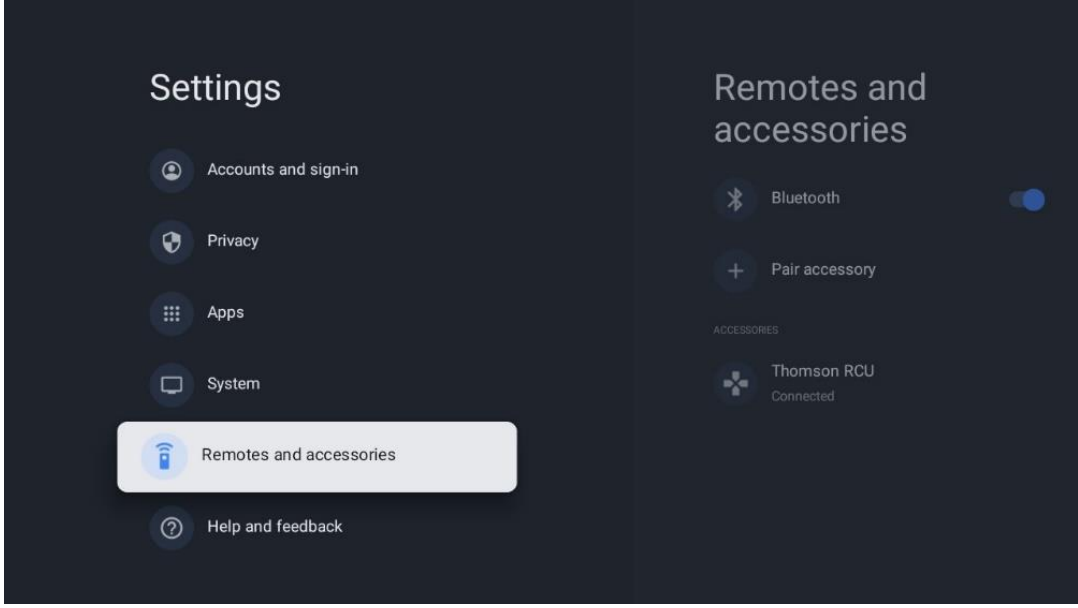 Settings
Accounts and sign-in
Privacy
Apps
System
Remotes and accessories
Help and feedback
Remotes and
accessories
Bluetooth
Pair accessory
ACCESSORIES
Thomson RCU
Connected